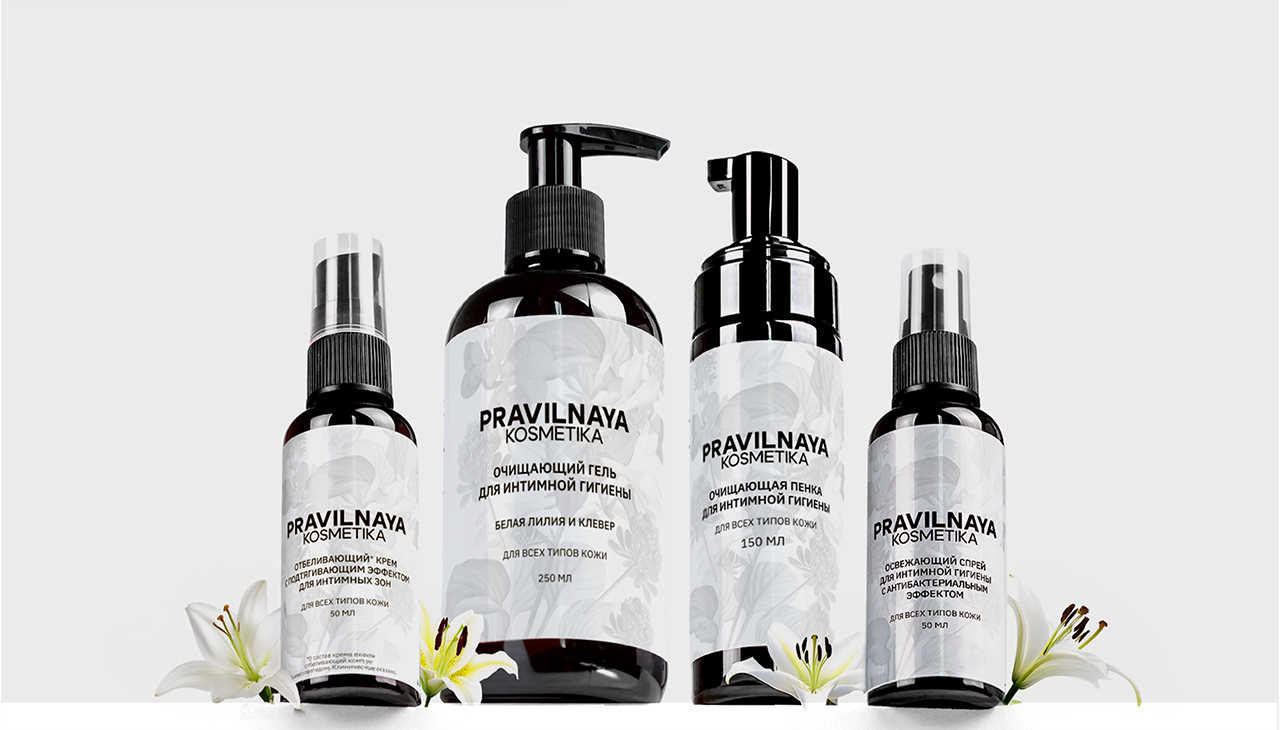 PRAVILNAYA
KOSMETIKA
ОТБЕЛИВАЮЩИЙ* КРЕМ
С ПОДТЯГИВАЮЩИМ ЭФФЕКТОМ
ДЛЯ ИНТИМНЫХ ЗОН
ДЛЯ ВСЕХ ТИПОВ КОЖИ
50 МЛ
состав крема
PRAVILNAYA
KOSMETIKA
ОЧИЩАЮЩИЙ ГЕЛЬ
ДЛЯ ИНТИМНОЙ ГИГИЕНЫ
БЕЛАЯ ЛИЛИЯ И КЛЕВЕР
ДЛЯ ВСЕХ ТИПОВ КОЖИ
250 МЛ
PRAVILNAYA
KOSMETIKA
ОЧИЩАЮЩАЯ ПЕНКА
ДЛЯ ИНТИМНОЙ ГИГИЕНЫ
ДЛЯ ВСЕХ ТИПОВ КОЖИ
150 МЛ
PRAVILNAYA
KOSMETIKA
ОСВЕЖАЮЩИЙ СПРЕЙ
ДЛЯ ИНТИМНОЙ ГИГИЕНЫ
С АНТИБАКТЕРИАЛЬНЫМ
ЭФФЕКТОМ
ДЛЯ ВСЕХ ТИПОВ КОЖИ
50 МЛ